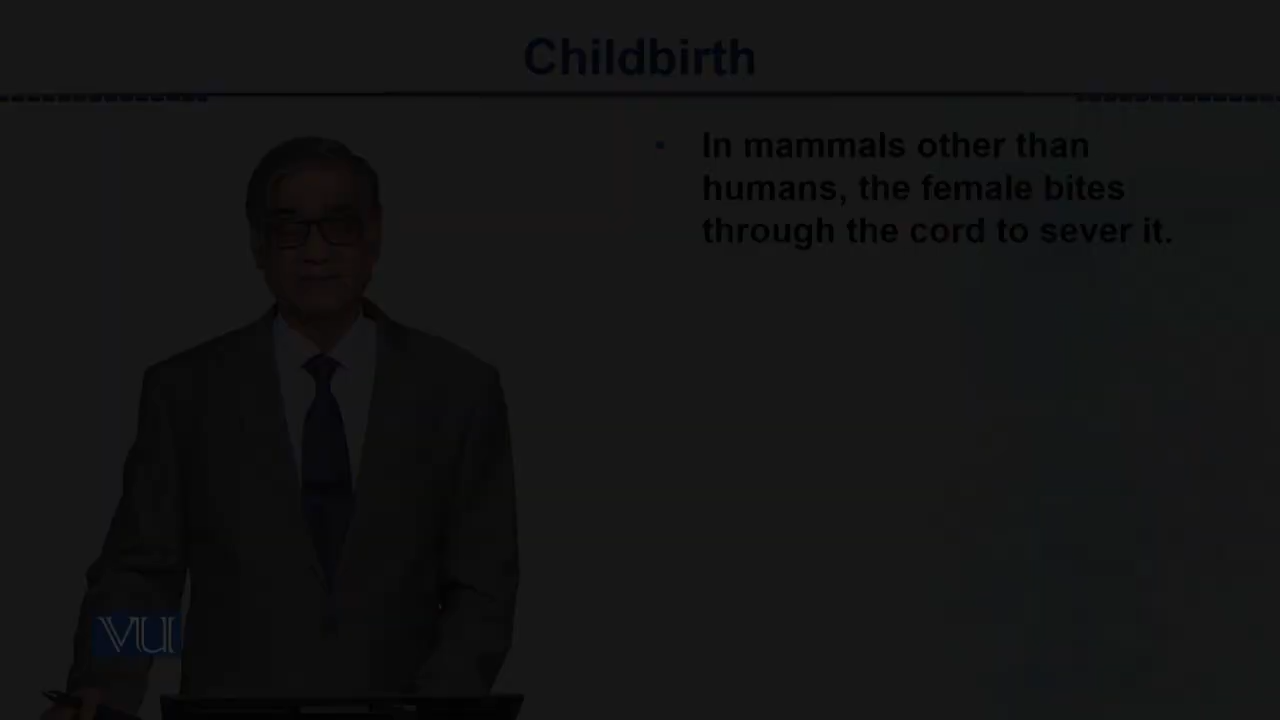 Childbirth
• In mammals other than
humans, the female bites
through the cord to sever it.
VU